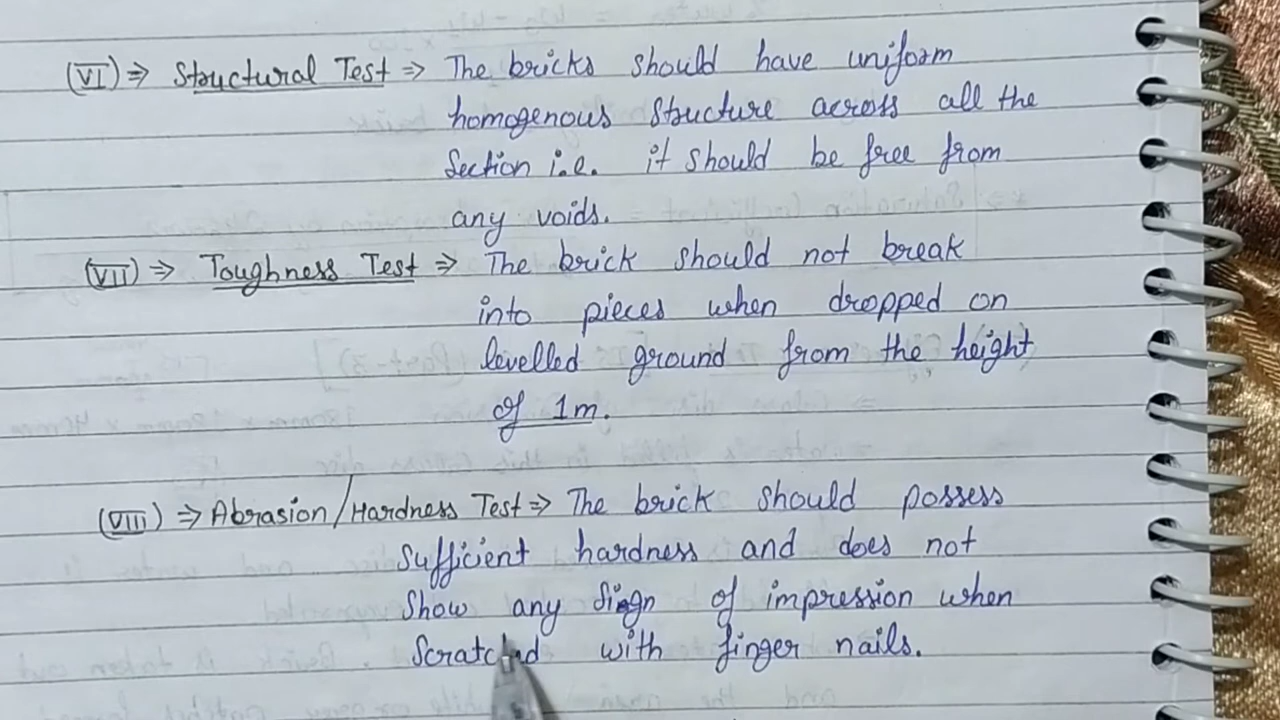 (VI) ⇒ Structural Test ⇒ The bricks should have uniform
homogenous structure across all the
Section i.e. it should be free from
any voids.
(VII) ⇒ Toughness Test ⇒ The brick should not break
into pieces when dropped on
levelled ground from the height
of 1m.
(VIII) ⇒ Abrasion/Hardness Test ⇒ The brick should possess
Sufficient hardness and does not
Show any sign of impression when
Scratched with finger nails.